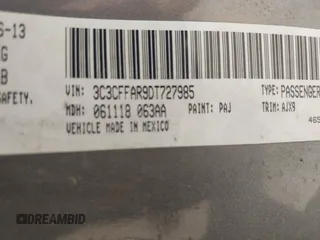 6-13
G
B
SAFETY.
VIN: 3C3CFFAR9DT727985
TYPE: PASSENGER
MDH: 061118 063AA
PAINT: PAJ
TRIM: AJX9
VEHICLE MADE IN MEXICO
465
DREAMBID